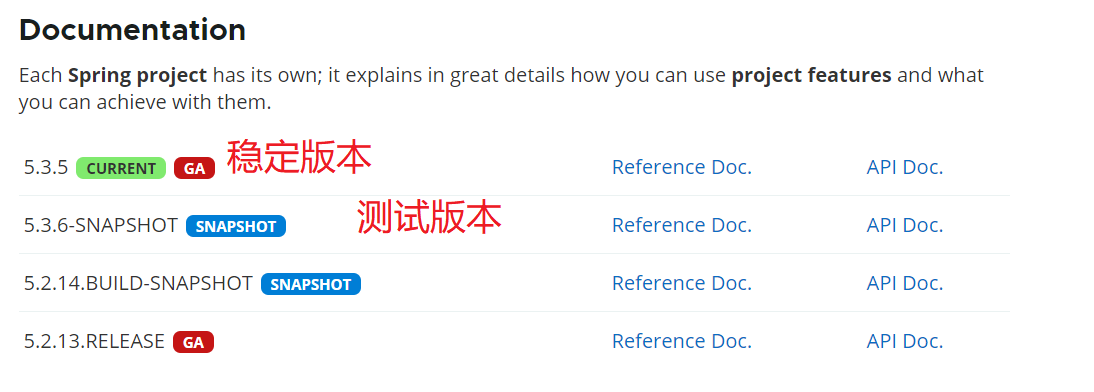 Documentation
Each Spring project has its own; it explains in great details how you can use project features and what
you can achieve with them.
5.3.5 CURRENT GA 稳定版本 Reference Doc. API Doc.
5.3.6-SNAPSHOT SNAPSHOT 测试版本 Reference Doc. API Doc.
5.2.14.BUILD-SNAPSHOT SNAPSHOT Reference Doc. API Doc.
5.2.13.RELEASE GA Reference Doc. API Doc.